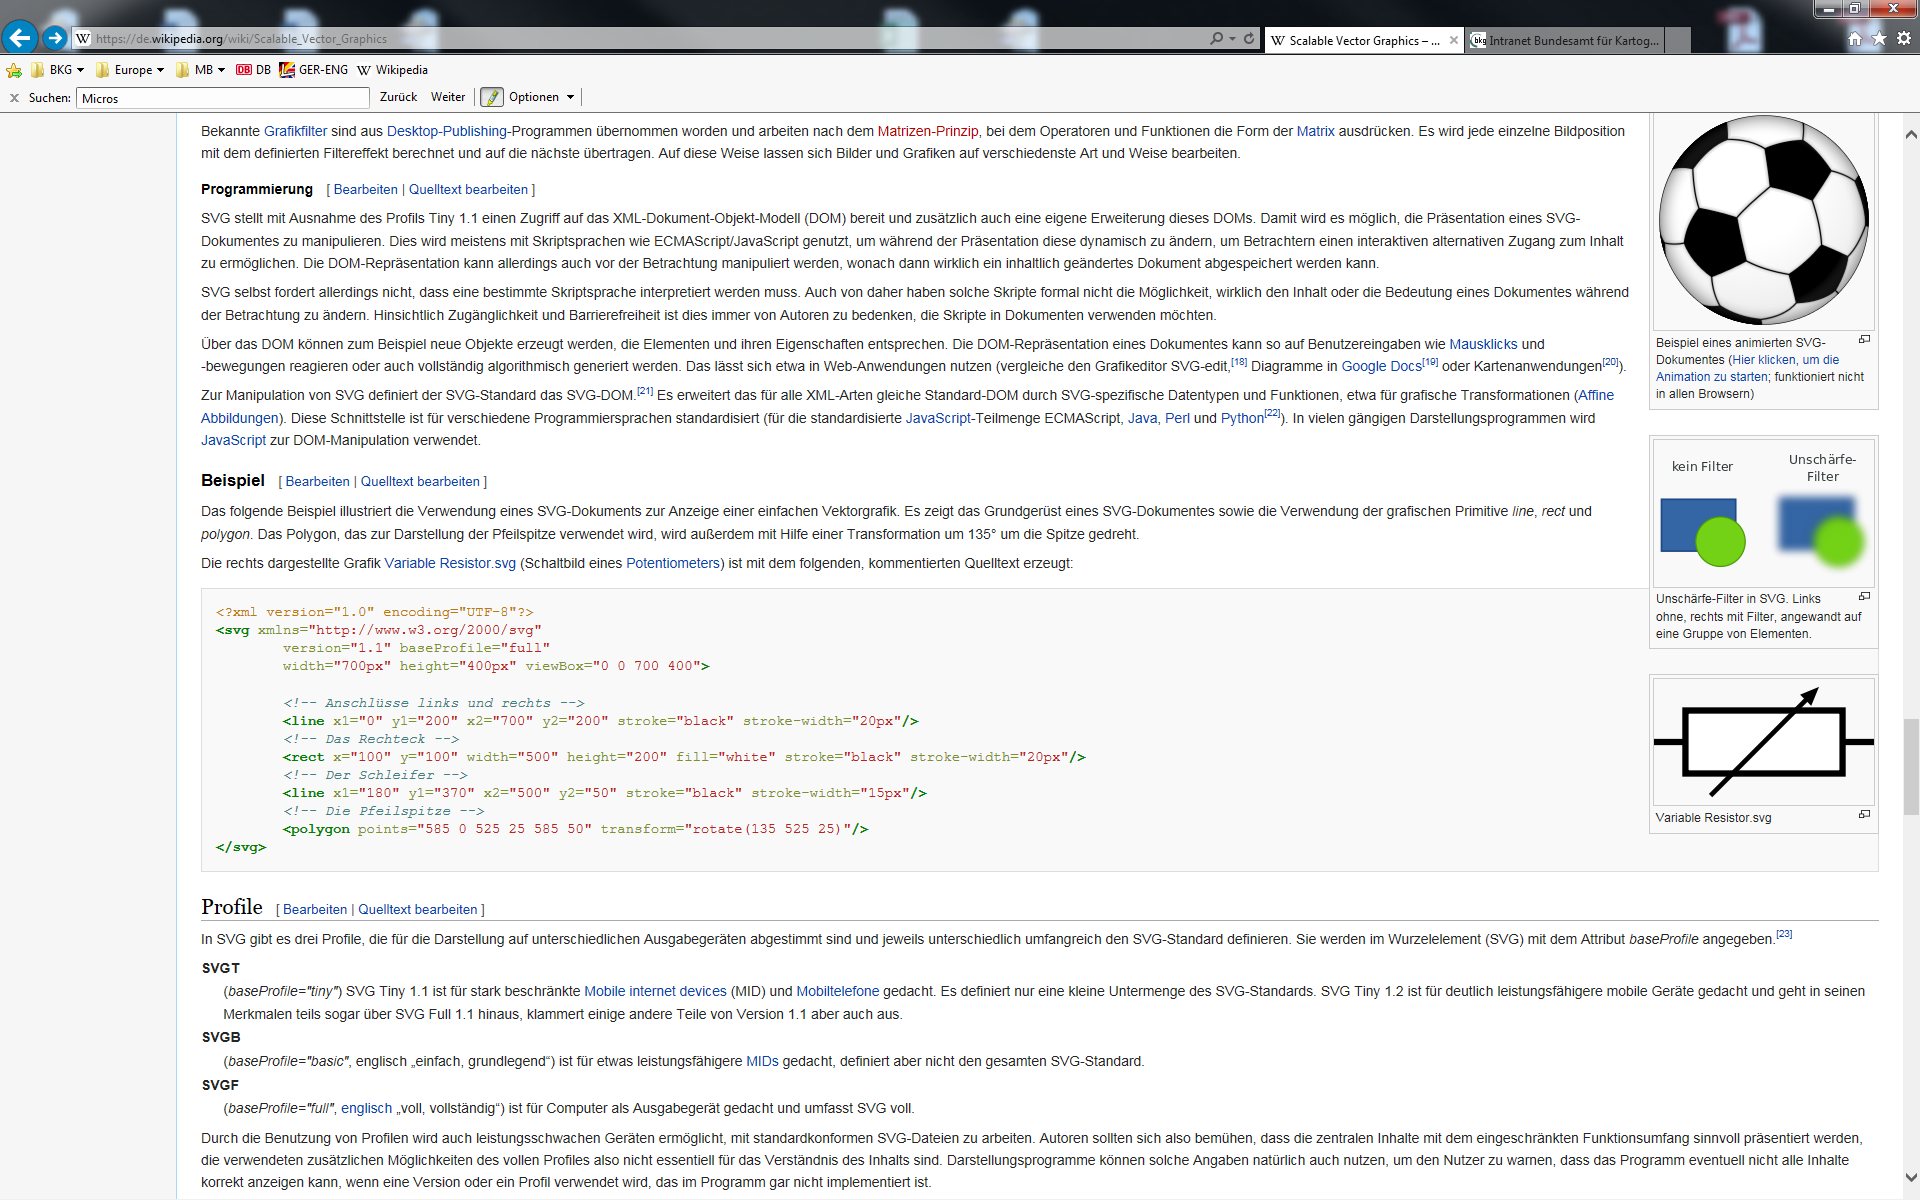 https://de.wikipedia.org/wiki/Scalable_Vector_Graphics
Scalable Vector Graphics – ...
Intranet Bundesamt für Kartog...
BKG Europe MB DB DB GER-ENG Wikipedia
Suchen: Micros Zurück Weiter Optionen
Bekannte Grafikfilter sind aus Desktop-Publishing-Programmen übernommen worden und arbeiten nach dem Matrizen-Prinzip, bei dem Operatoren und Funktionen die Form der Matrix ausdrücken. Es wird jede einzelne Bildposition
mit dem definierten Filtereffekt berechnet und auf die nächste übertragen. Auf diese Weise lassen sich Bilder und Grafiken auf verschiedenste Art und Weise bearbeiten.
Programmierung [ Bearbeiten | Quelltext bearbeiten ]
SVG stellt mit Ausnahme des Profils Tiny 1.1 einen Zugriff auf das XML-Dokument-Objekt-Modell (DOM) bereit und zusätzlich auch eine eigene Erweiterung dieses DOMs. Damit wird es möglich, die Präsentation eines SVG-
Dokumentes zu manipulieren. Dies wird meistens mit Skriptsprachen wie ECMAScript/JavaScript genutzt, um während der Präsentation diese dynamisch zu ändern, um Betrachtern einen interaktiven alternativen Zugang zum Inhalt
zu ermöglichen. Die DOM-Repräsentation kann allerdings auch vor der Betrachtung manipuliert werden, wonach dann wirklich ein inhaltlich geändertes Dokument abgespeichert werden kann.
SVG selbst fordert allerdings nicht, dass eine bestimmte Skriptsprache interpretiert werden muss. Auch von daher haben solche Skripte formal nicht die Möglichkeit, wirklich den Inhalt oder die Bedeutung eines Dokumentes während
der Betrachtung zu ändern. Hinsichtlich Zugänglichkeit und Barrierefreiheit ist dies immer von Autoren zu bedenken, die Skripte in Dokumenten verwenden möchten.
Über das DOM können zum Beispiel neue Objekte erzeugt werden, die Elementen und ihren Eigenschaften entsprechen. Die DOM-Repräsentation eines Dokumentes kann so auf Benutzereingaben wie Mausklicks und
-bewegungen reagieren oder auch vollständig algorithmisch generiert werden. Das lässt sich etwa in Web-Anwendungen nutzen (vergleiche den Grafikeditor SVG-edit,[18] Diagramme in Google Docs[19] oder Kartenanwendungen[20]).
Zur Manipulation von SVG definiert der SVG-Standard das SVG-DOM.[21] Es erweitert das für alle XML-Arten gleiche Standard-DOM durch SVG-spezifische Datentypen und Funktionen, etwa für grafische Transformationen (Affine
Abbildungen). Diese Schnittstelle ist für verschiedene Programmiersprachen standardisiert (für die standardisierte JavaScript-Teilmenge ECMAScript, Java, Perl und Python[22]). In vielen gängigen Darstellungsprogrammen wird
JavaScript zur DOM-Manipulation verwendet.
Beispiel [ Bearbeiten | Quelltext bearbeiten ]
Das folgende Beispiel illustriert die Verwendung eines SVG-Dokuments zur Anzeige einer einfachen Vektorgrafik. Es zeigt das Grundgerüst eines SVG-Dokumentes sowie die Verwendung der grafischen Primitive line, rect und
polygon. Das Polygon, das zur Darstellung der Pfeilspitze verwendet wird, wird außerdem mit Hilfe einer Transformation um 135° um die Spitze gedreht.
Die rechts dargestellte Grafik Variable Resistor.svg (Schaltbild eines Potentiometers) ist mit dem folgenden, kommentierten Quelltext erzeugt:
<?xml version="1.0" encoding="UTF-8"?>
<svg xmlns="http://www.w3.org/2000/svg"
version="1.1" baseProfile="full"
width="700px" height="400px" viewBox="0 0 700 400">
<!-- Anschlüsse links und rechts -->
<line x1="0" y1="200" x2="700" y2="200" stroke="black" stroke-width="20px"/>
<!-- Das Rechteck -->
<rect x="100" y="100" width="500" height="200" fill="white" stroke="black" stroke-width="20px"/>
<!-- Der Schleifer -->
<line x1="180" y1="370" x2="500" y2="50" stroke="black" stroke-width="15px"/>
<!-- Die Pfeilspitze -->
<polygon points="585 0 525 25 585 50" transform="rotate(135 525 25)"/>
</svg>
Beispiel eines animierten SVG-
Dokumentes (Hier klicken, um die
Animation zu starten; funktioniert nicht
in allen Browsern)
kein Filter
Unschärfe-
Filter
Unschärfe-Filter in SVG. Links
ohne, rechts mit Filter, angewandt auf
eine Gruppe von Elementen.
Variable Resistor.svg
Profile [ Bearbeiten | Quelltext bearbeiten ]
In SVG gibt es drei Profile, die für die Darstellung auf unterschiedlichen Ausgabegeräten abgestimmt sind und jeweils unterschiedlich umfangreich den SVG-Standard definieren. Sie werden im Wurzelelement (SVG) mit dem Attribut baseProfile angegeben.[23]
SVGT
(baseProfile="tiny") SVG Tiny 1.1 ist für stark beschränkte Mobile internet devices (MID) und Mobiltelefone gedacht. Es definiert nur eine kleine Untermenge des SVG-Standards. SVG Tiny 1.2 ist für deutlich leistungsfähigere mobile Geräte gedacht und geht in seinen
Merkmalen teils sogar über SVG Full 1.1 hinaus, klammert einige andere Teile von Version 1.1 aber auch aus.
SVGB
(baseProfile="basic", englisch „einfach, grundlegend“) ist für etwas leistungsfähigere MIDs gedacht, definiert aber nicht den gesamten SVG-Standard.
SVGF
(baseProfile="full", englisch „voll, vollständig“) ist für Computer als Ausgabegerät gedacht und umfasst SVG voll.
Durch die Benutzung von Profilen wird auch leistungsschwachen Geräten ermöglicht, mit standardkonformen SVG-Dateien zu arbeiten. Autoren sollten sich also bemühen, dass die zentralen Inhalte mit dem eingeschränkten Funktionsumfang sinnvoll präsentiert werden,
die verwendeten zusätzlichen Möglichkeiten des vollen Profiles also nicht essentiell für das Verständnis des Inhalts sind. Darstellungsprogramme können solche Angaben natürlich auch nutzen, um den Nutzer zu warnen, dass das Programm eventuell nicht alle Inhalte
korrekt anzeigen kann, wenn eine Version oder ein Profil verwendet wird, das im Programm gar nicht implementiert ist.